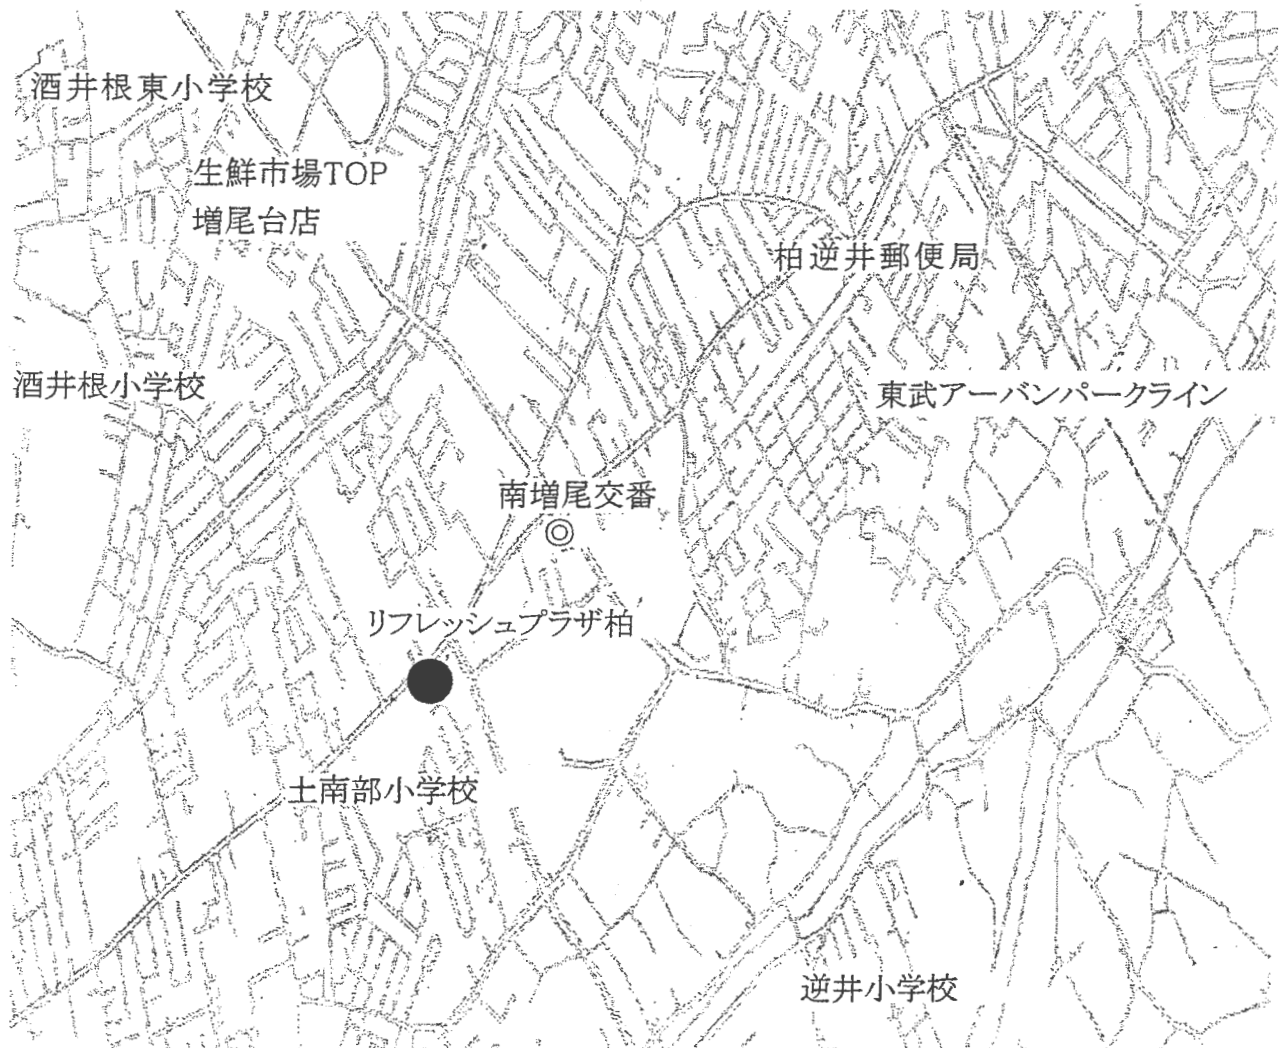 酒井根東小学校
生鮮市場TOP
増尾台店
柏逆井郵便局
酒井根小学校
東武アーバンパークライン
南増尾交番
リフレッシュプラザ柏
土南部小学校
逆井小学校